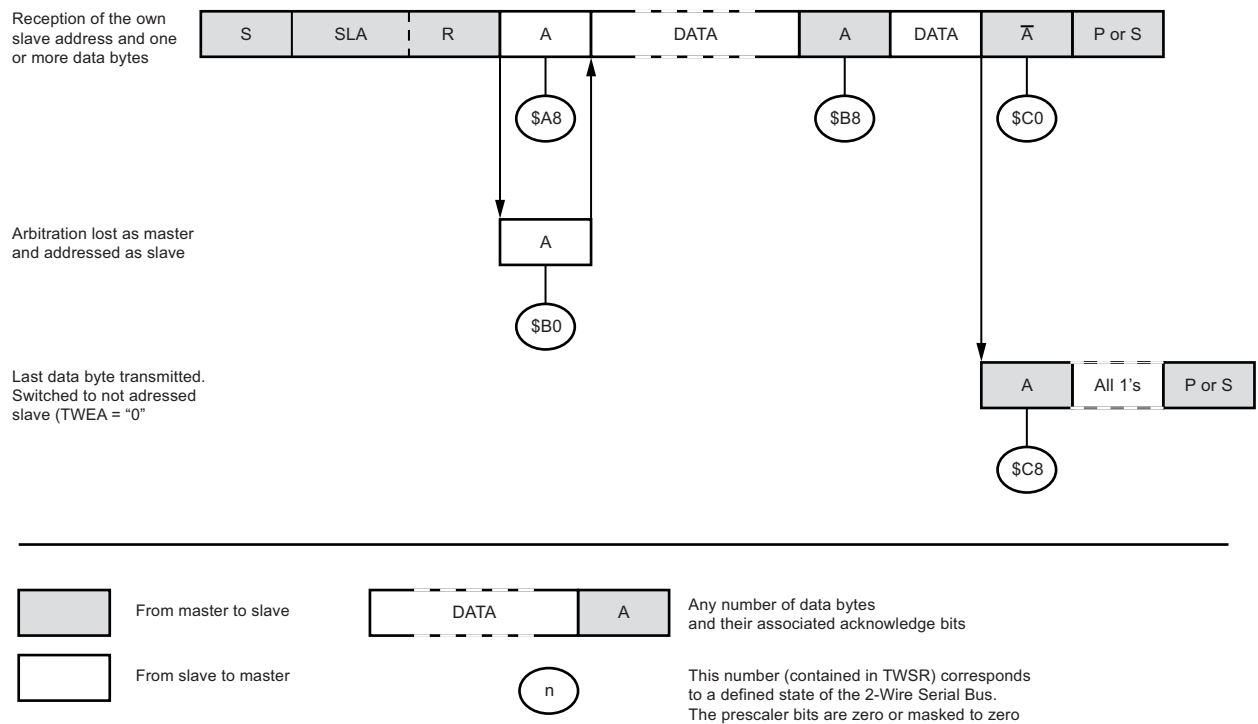 Reception of the own
slave address and one
or more data bytes
S SLA R A DATA A DATA A̅ P or S
$A8 $B8 $C0
Arbitration lost as master
and addressed as slave
A
$B0
Last data byte transmitted.
Switched to not adressed
slave (TWEA = “0”
A All 1's P or S
$C8
From master to slave
DATA A
Any number of data bytes
and their associated acknowledge bits
From slave to master
n
This number (contained in TWSR) corresponds
to a defined state of the 2-Wire Serial Bus.
The prescaler bits are zero or masked to zero